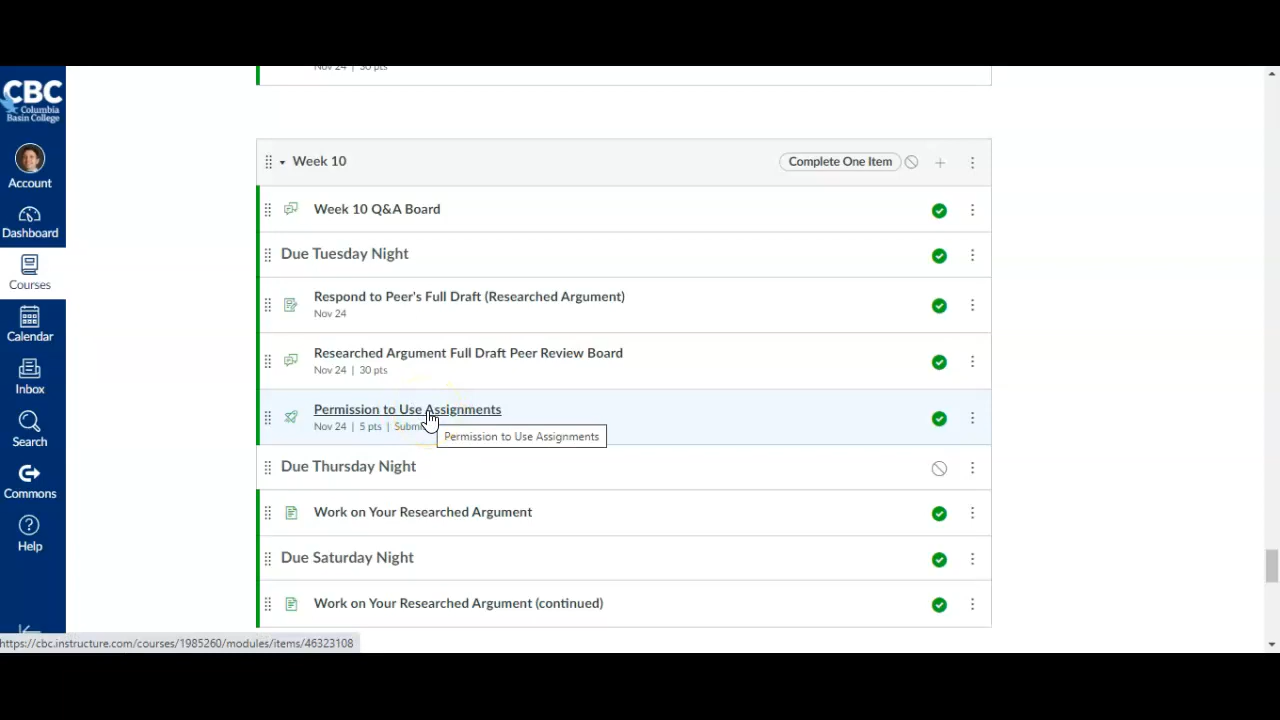 Nov 24 | 30 pts
CBC
Columbia
Basin College
Account
Dashboard
Courses
Calendar
Inbox
Search
Commons
Help
Week 10
Complete One Item
Week 10 Q&A Board
Due Tuesday Night
Respond to Peer's Full Draft (Researched Argument)
Nov 24
Researched Argument Full Draft Peer Review Board
Nov 24 | 30 pts
Permission to Use Assignments
Nov 24 | 5 pts |
Permission to Use Assignments
Due Thursday Night
Work on Your Researched Argument
Due Saturday Night
Work on Your Researched Argument (continued)
https://cbc.instructure.com/courses/1985260/modules/items/46323108